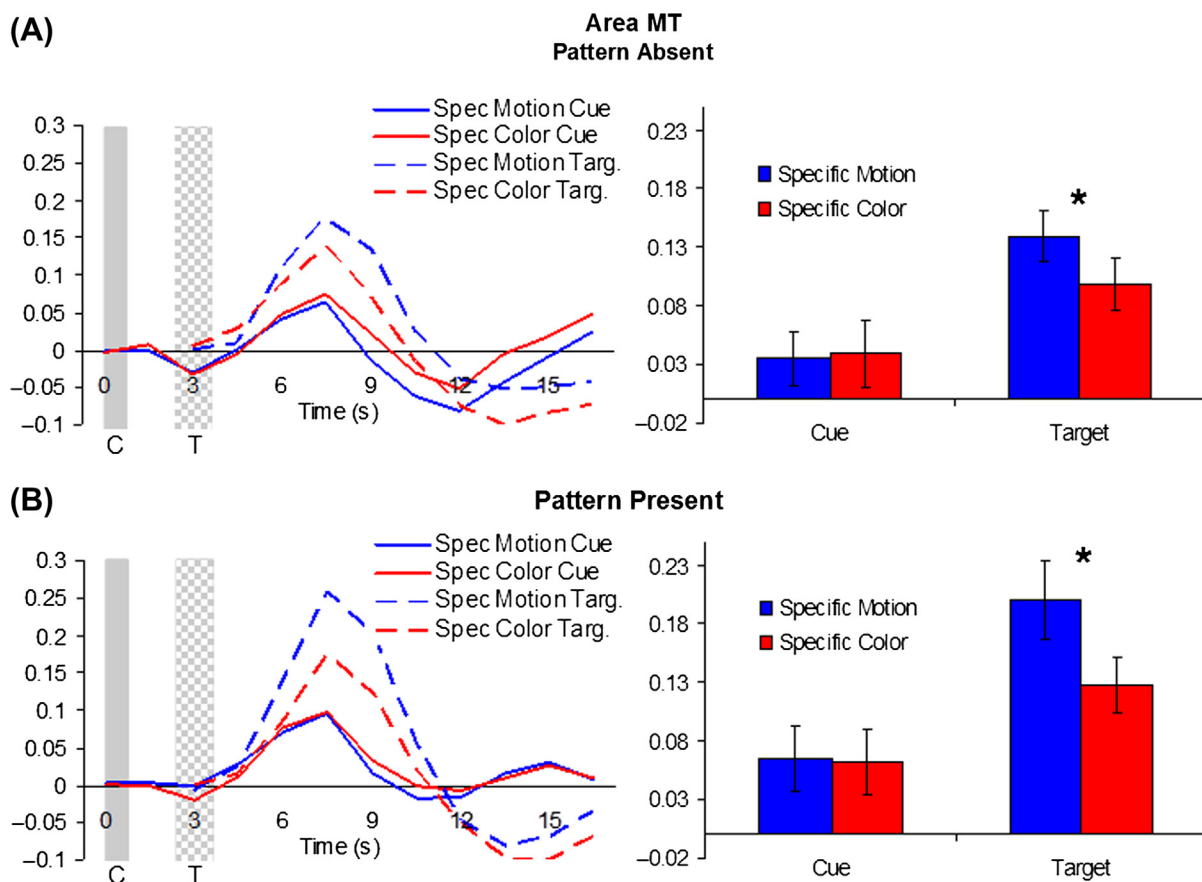 (A)
Area MT
Pattern Absent
Spec Motion Cue
Spec Color Cue
Spec Motion Targ.
Spec Color Targ.
0.3
0.25
0.2
0.15
0.1
0.05
0
–0.05
–0.1
0 3 6 9 12 15
Time (s)
C T
0.23
0.18
0.13
0.08
0.03
–0.02
Specific Motion
Specific Color
*
Cue Target
(B)
Pattern Present
Spec Motion Cue
Spec Color Cue
Spec Motion Targ.
Spec Color Targ.
0.3
0.25
0.2
0.15
0.1
0.05
0
–0.05
–0.1
0 3 6 9 12 15
Time (s)
C T
0.23
0.18
0.13
0.08
0.03
–0.02
Specific Motion
Specific Color
*
Cue Target